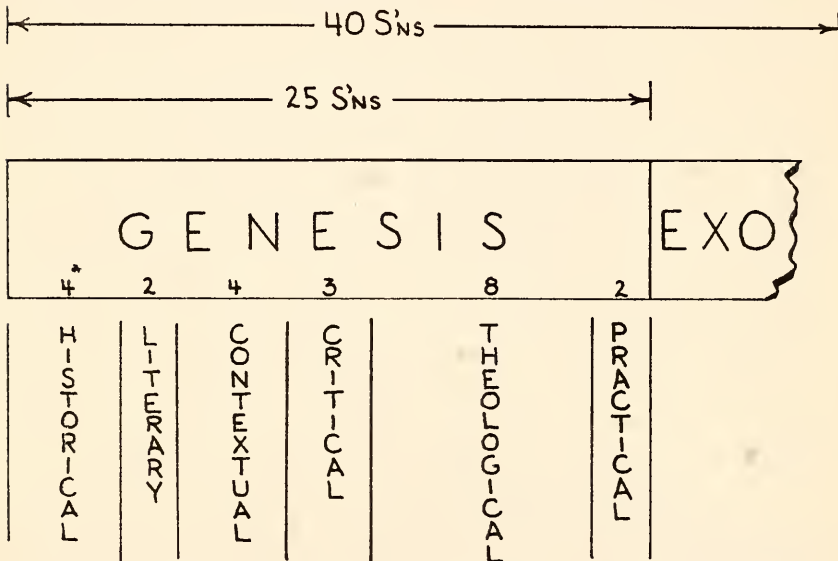 40 S'NS
25 S'NS
GENESIS EXO
4* 2 4 3 8 2
HISTORICAL
LITERARY
CONTEXTUAL
CRITICAL
THEOLOGICAL
PRACTICAL